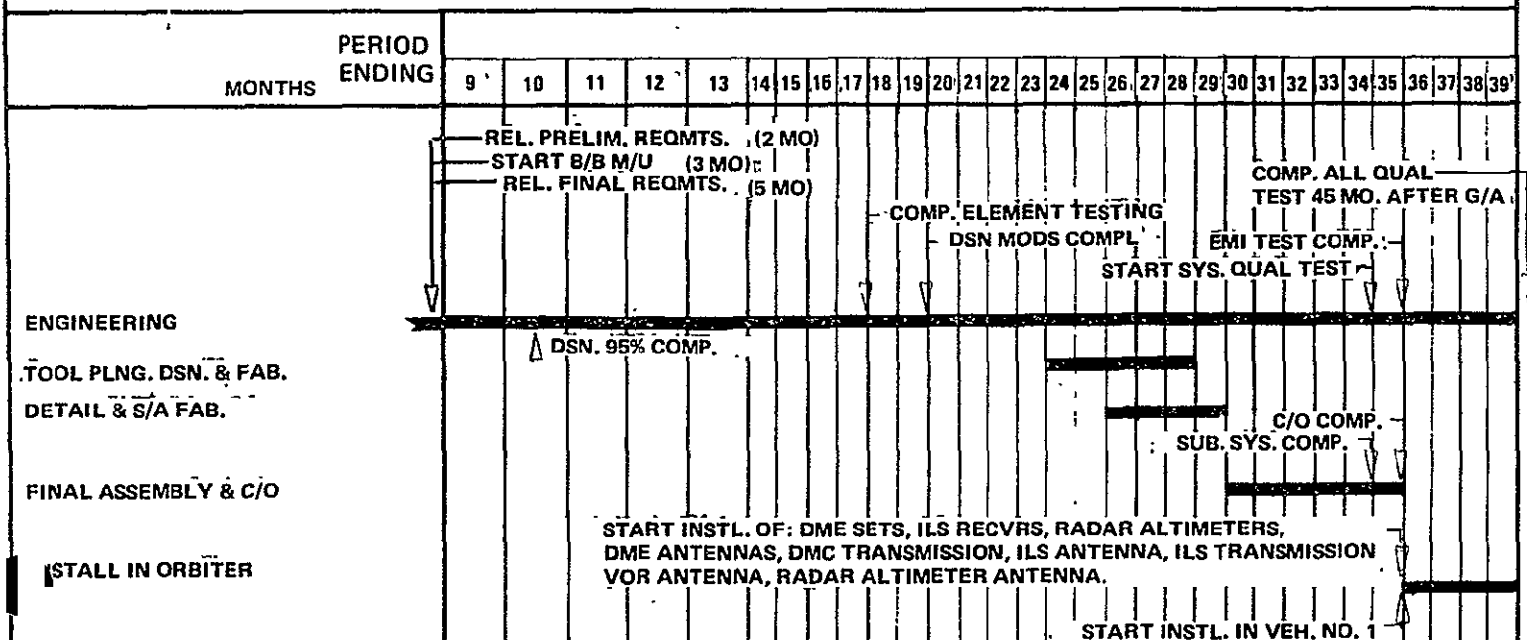 PERIOD
ENDING
MONTHS
9 10 11 12 13 14 15 16 17 18 19 20 21 22 23 24 25 26 27 28 29 30 31 32 33 34 35 36 37 38 39
REL. PRELIM. REQMTS. (2 MO)
START B/B M/U (3 MO)
REL. FINAL REQMTS. (5 MO)
COMP. ALL QUAL
TEST 45 MO. AFTER G/A
COMP. ELEMENT TESTING
DSN MODS COMPL
EMI TEST COMP.
START SYS. QUAL TEST
ENGINEERING
DSN. 95% COMP.
TOOL PLNG. DSN. & FAB.
DETAIL & S/A FAB.
C/O COMP.
SUB. SYS. COMP.
FINAL ASSEMBLY & C/O
START INSTL. OF: DME SETS, ILS RECVRS, RADAR ALTIMETERS,
DME ANTENNAS, DMC TRANSMISSION, ILS ANTENNA, ILS TRANSMISSION
VOR ANTENNA, RADAR ALTIMETER ANTENNA.
STALL IN ORBITER
START INSTL. IN VEH. NO. 1